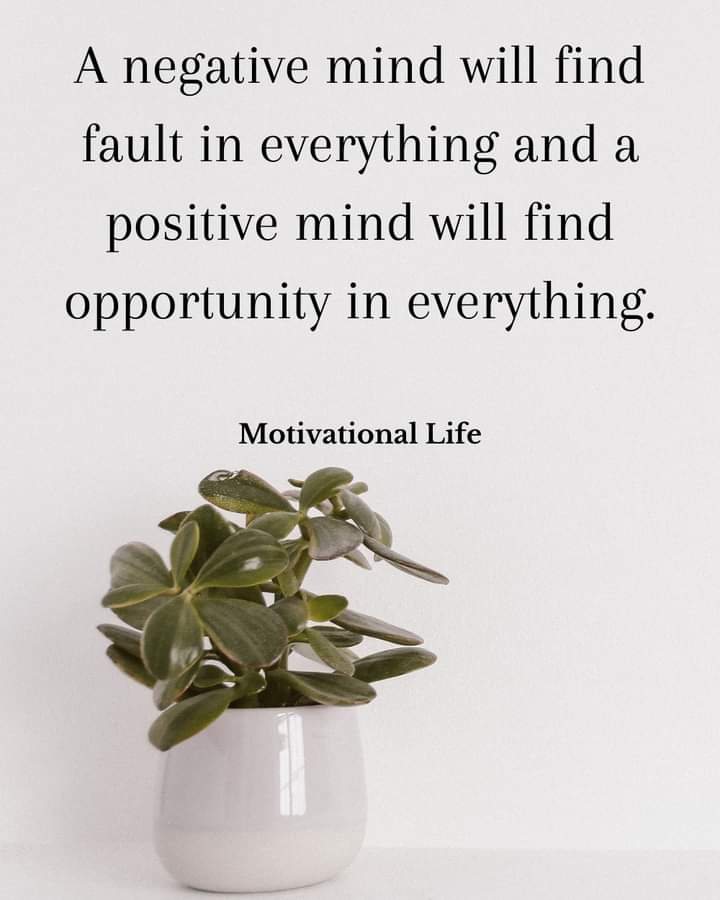 A negative mind will find
fault in everything and a
positive mind will find
opportunity in everything.
Motivational Life